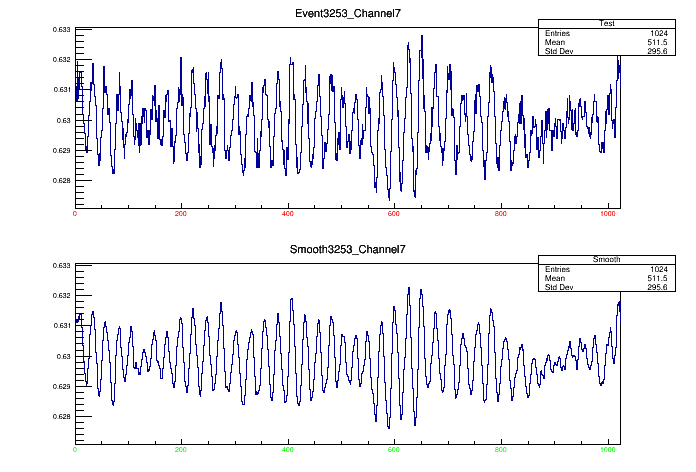 Event3253_Channel7
Test
Entries 1024
Mean 511.5
Std Dev 295.6
0.633
0.632
0.631
0.63
0.629
0.628
0 200 400 600 800 1000
Smooth3253_Channel7
Smooth
Entries 1024
Mean 511.5
Std Dev 295.6
0.633
0.632
0.631
0.63
0.629
0.628
0 200 400 600 800 1000